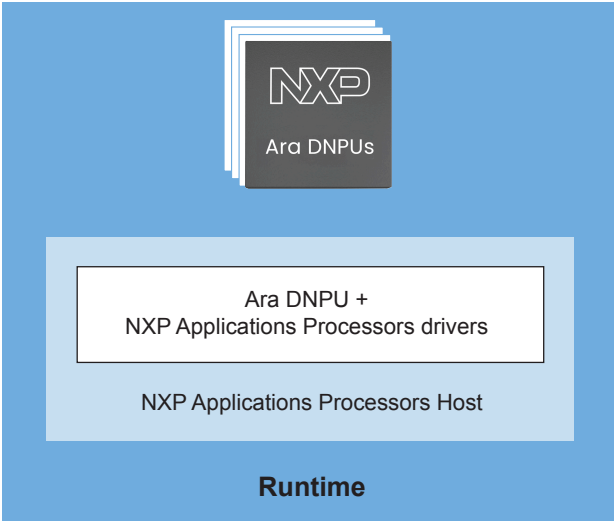 NXP
Ara DNPUs
Ara DNPU +
NXP Applications Processors drivers
NXP Applications Processors Host
Runtime